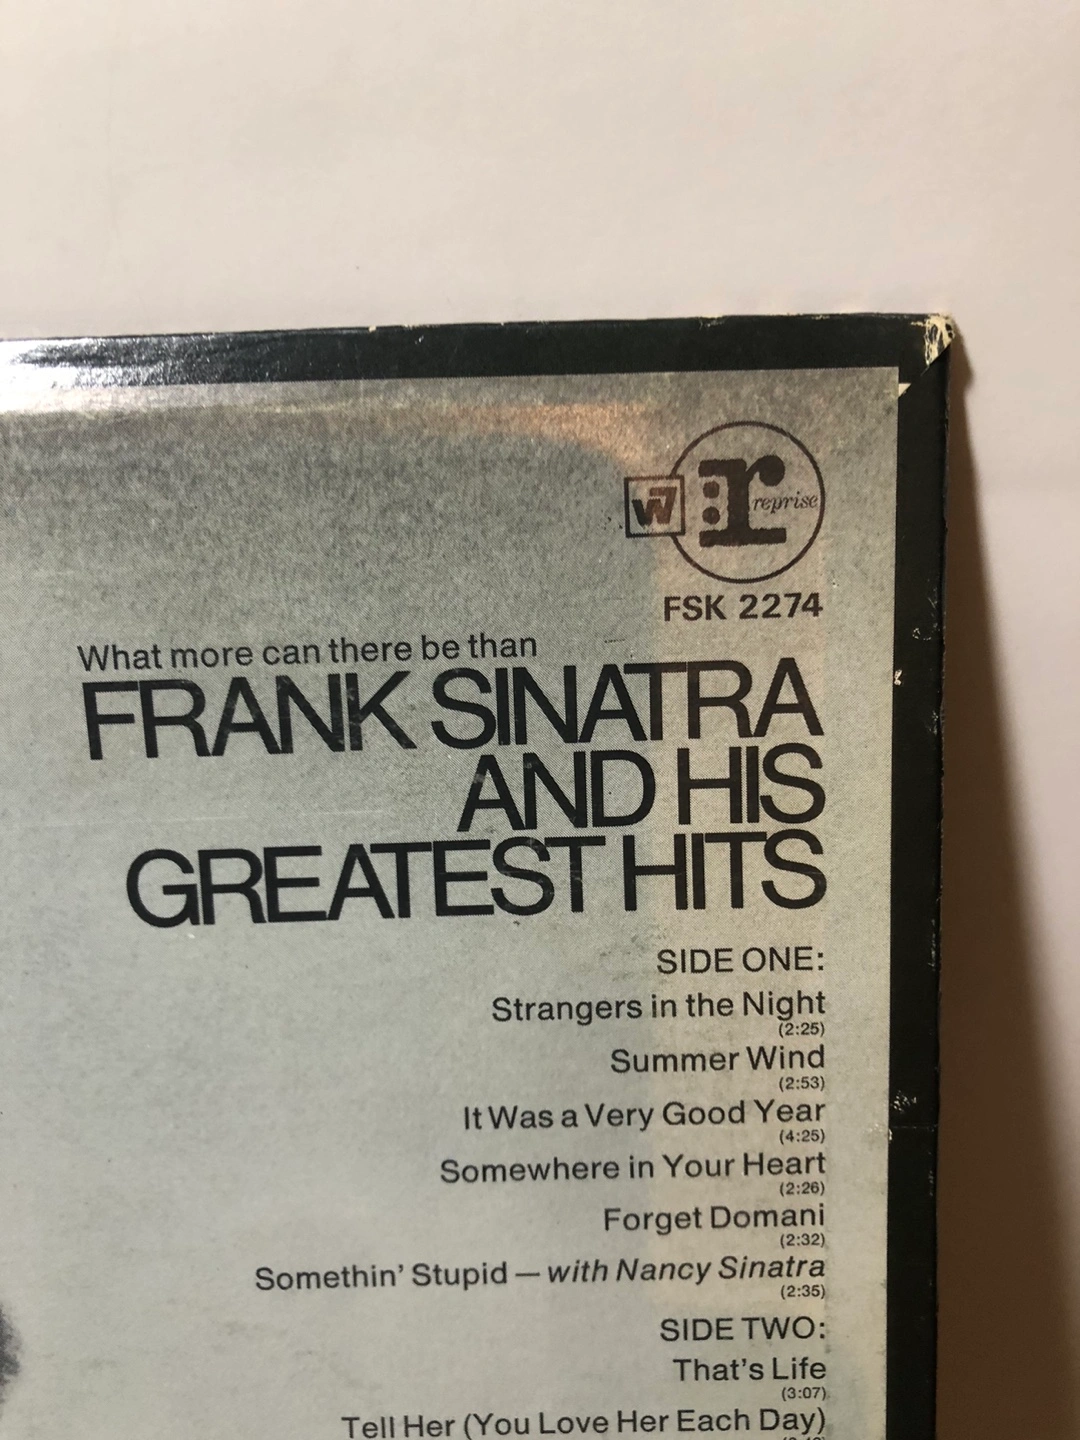 W7
r
reprise
FSK 2274
What more can there be than
FRANK SINATRA
AND HIS
GREATEST HITS
SIDE ONE:
Strangers in the Night
(2:25)
Summer Wind
(2:53)
It Was a Very Good Year
(4:25)
Somewhere in Your Heart
(2:26)
Forget Domani
(2:32)
Somethin' Stupid — with Nancy Sinatra
(2:35)
SIDE TWO:
That's Life
(3:07)
Tell Her (You Love Her Each Day)